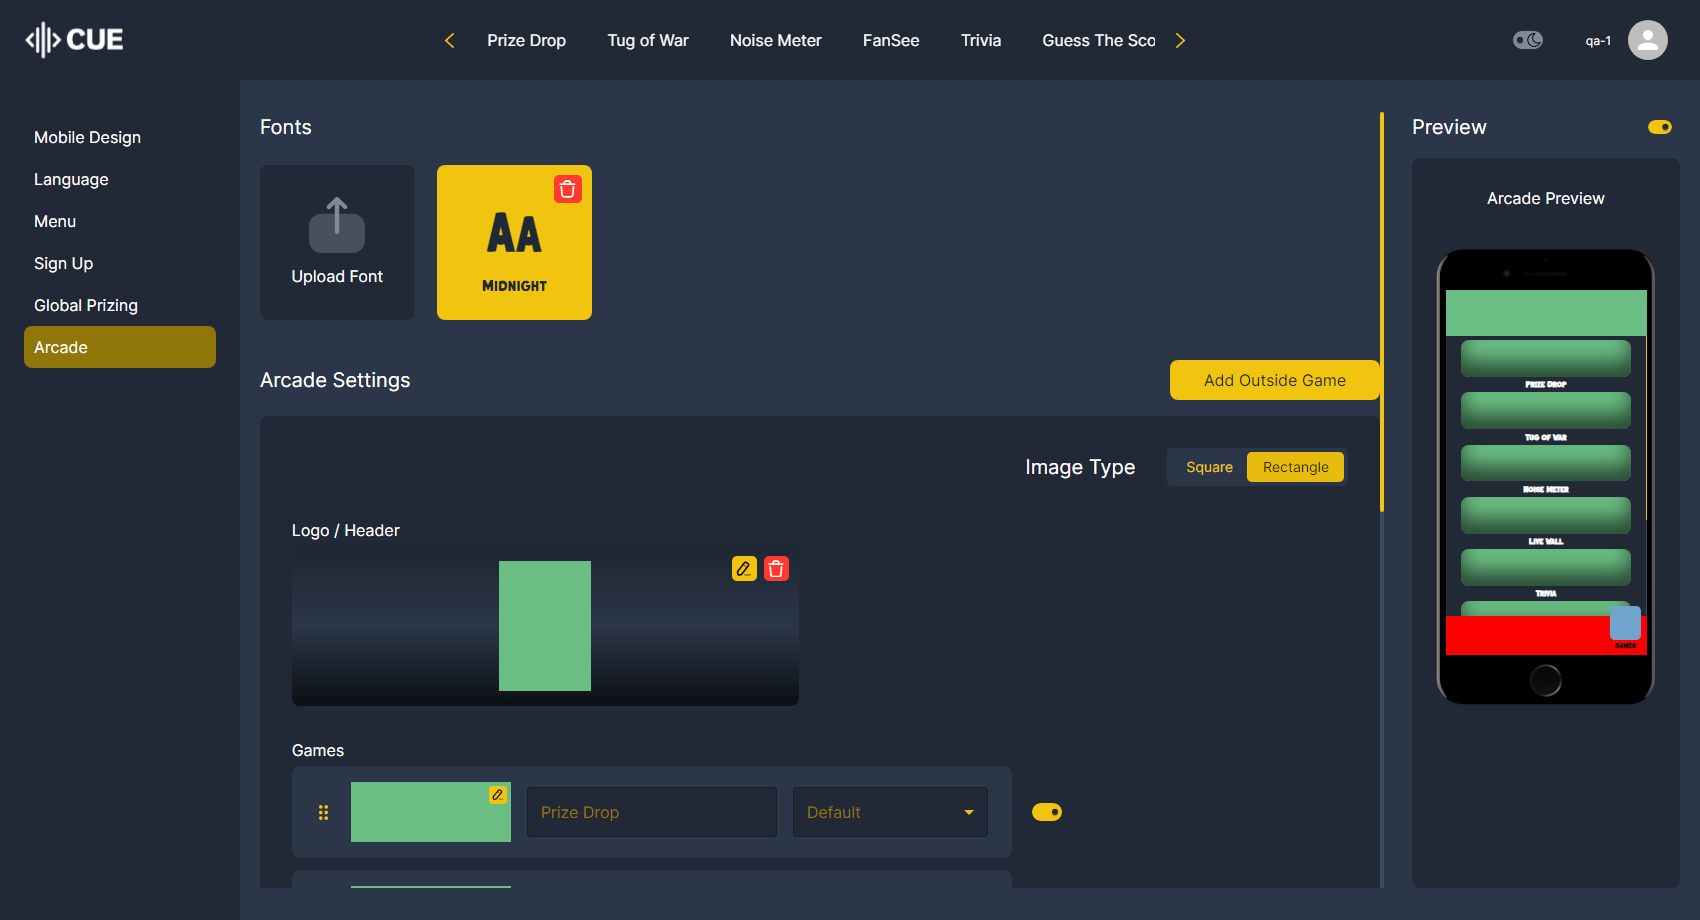 CUE
Prize Drop
Tug of War
Noise Meter
FanSee
Trivia
Guess The Sco
qa-1
Mobile Design
Language
Menu
Sign Up
Global Prizing
Arcade
Fonts
Upload Font
AA
MIDNIGHT
Arcade Settings
Add Outside Game
Image Type
Square
Rectangle
Logo / Header
Games
Prize Drop
Default
Preview
Arcade Preview
PRIZE DROP
TUG OF WAR
NOISE METER
LIVE WALL
TRIVIA
GAMES